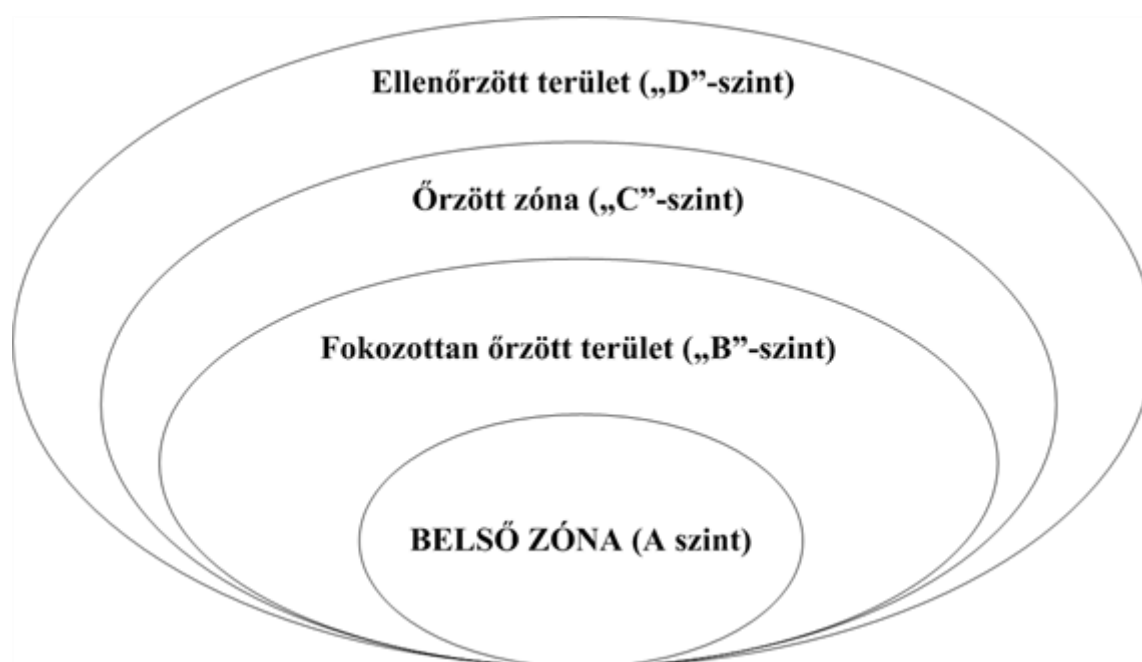 Ellenőrzött terület („D”-szint)
Őrzött zóna („C”-szint)
Fokozottan őrzött terület („B”-szint)
BELSŐ ZÓNA (A szint)